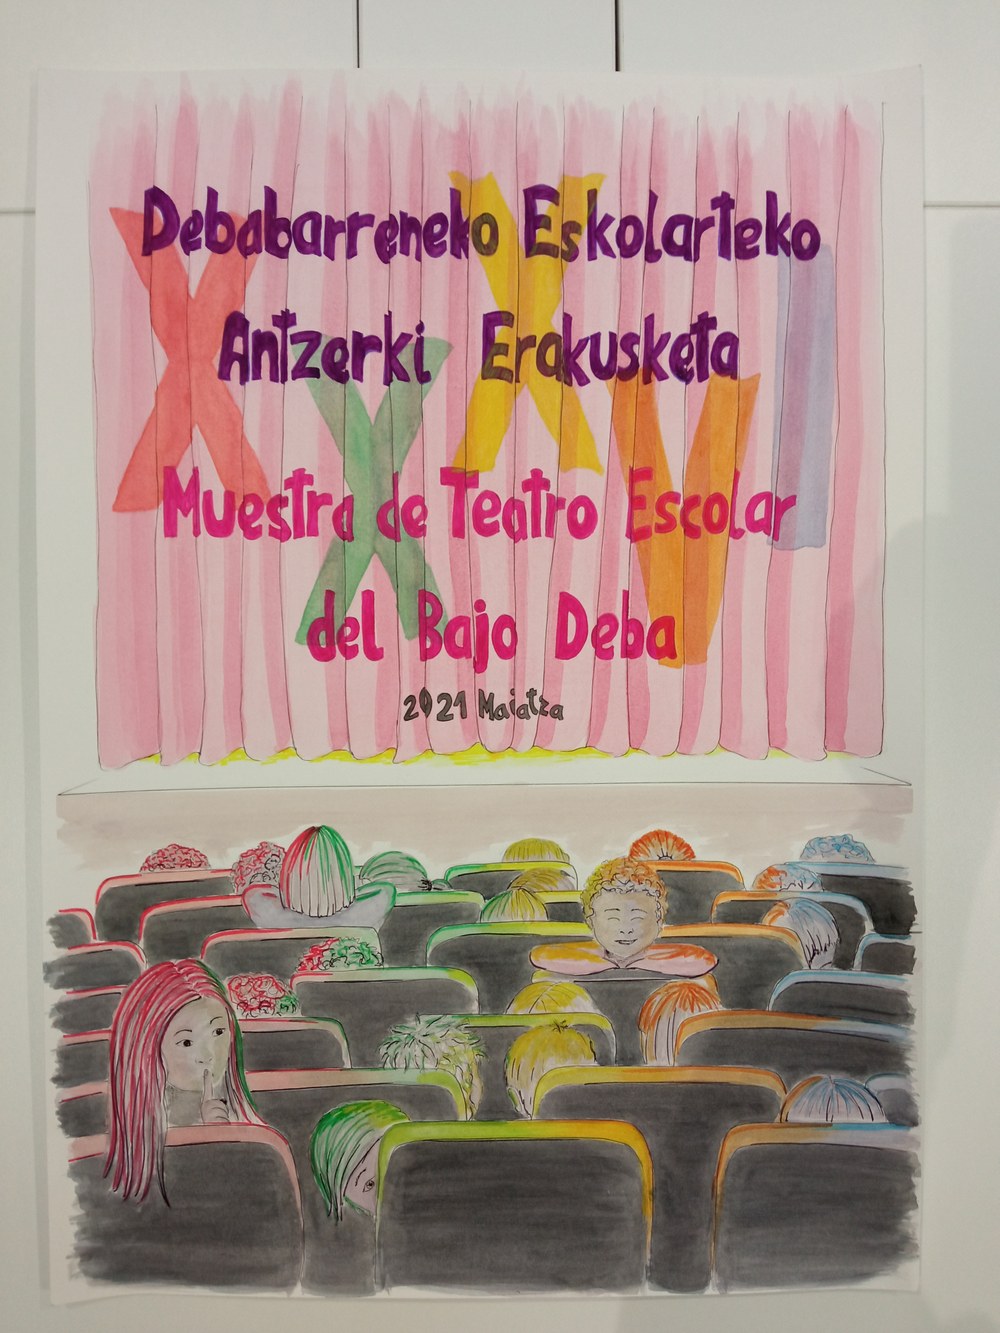 Debabarreneko Eskolarteko
Antzerki Erakusketa
XXXVI
Muestra de Teatro Escolar
del Bajo Deba
2021 Maiatza